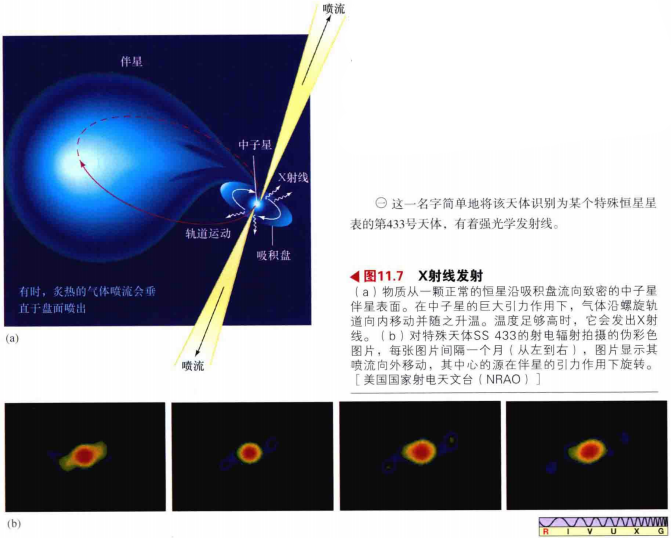 喷流
伴星
中子星
X射线
轨道运动
吸积盘
有时，炙热的气体喷流会垂
直于盘面喷出
(a)
喷流
㊀ 这一名字简单地将该天体识别为某个特殊恒星星
表的第433号天体，有着强光学发射线。
◀图11.7 X射线发射
（a）物质从一颗正常的恒星沿吸积盘流向致密的中子星
伴星表面。在中子星的巨大引力作用下，气体沿螺旋轨
道向内移动并随之升温。温度足够高时，它会发出X射
线。（b）对特殊天体SS 433的射电辐射拍摄的伪彩色
图片，每张图片间隔一个月（从左到右），图片显示其
喷流向外移动，其中心的源在伴星的引力作用下旋转。
［美国国家射电天文台（NRAO）］
(b)
R I V U X G